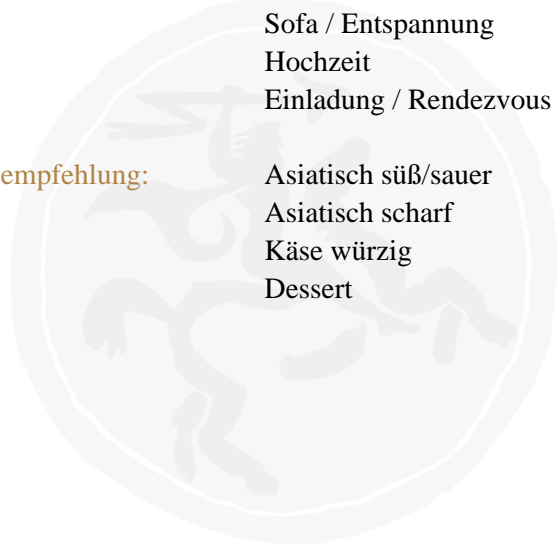 Sofa / Entspannung
Hochzeit
Einladung / Rendezvous
empfehlung: Asiatisch süß/sauer
Asiatisch scharf
Käse würzig
Dessert